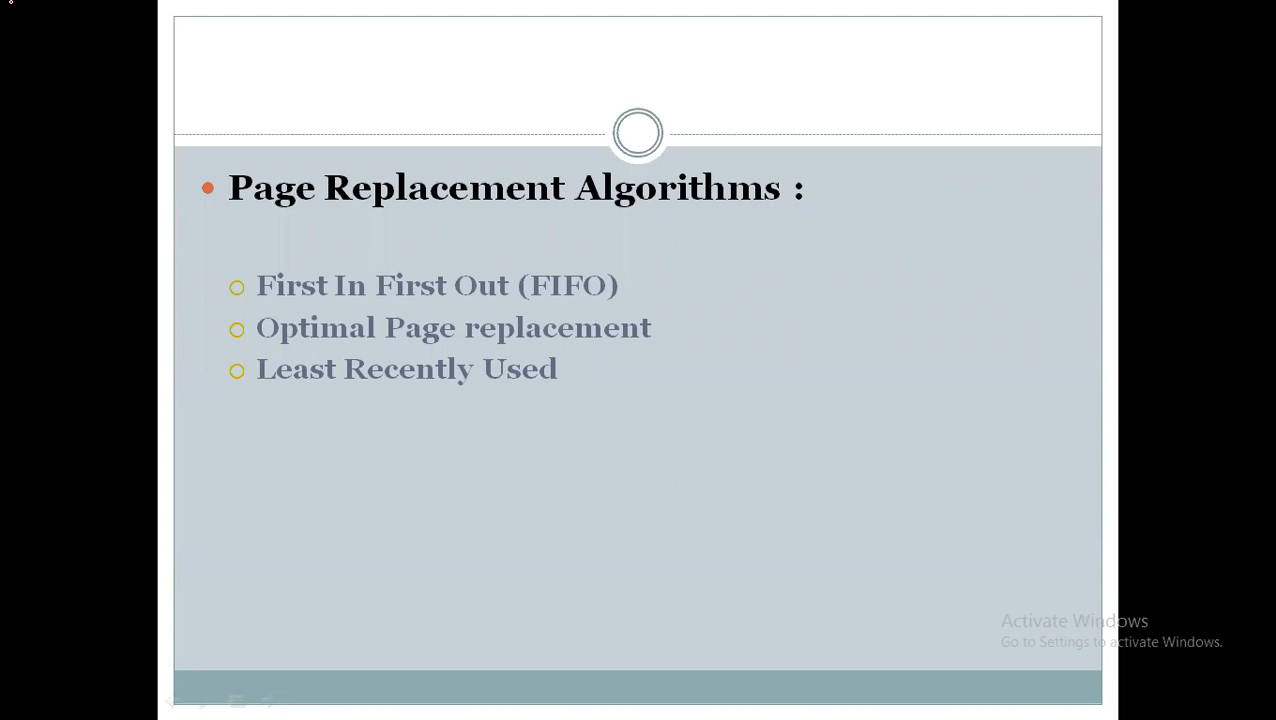 Page Replacement Algorithms :
First In First Out (FIFO)
Optimal Page replacement
Least Recently Used
Activate Windows
Go to Settings to activate Windows.